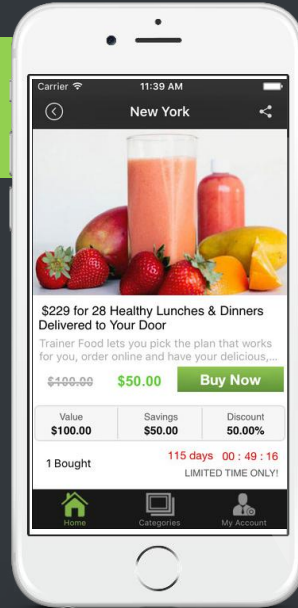 Carrier 11:39 AM
New York
$229 for 28 Healthy Lunches & Dinners
Delivered to Your Door
Trainer Food lets you pick the plan that works
for you, order online and have your delicious,...
$100.00 $50.00 Buy Now
Value Savings Discount
$100.00 $50.00 50.00%
1 Bought 115 days 00 : 49 : 16
LIMITED TIME ONLY!
Home Categories My Account